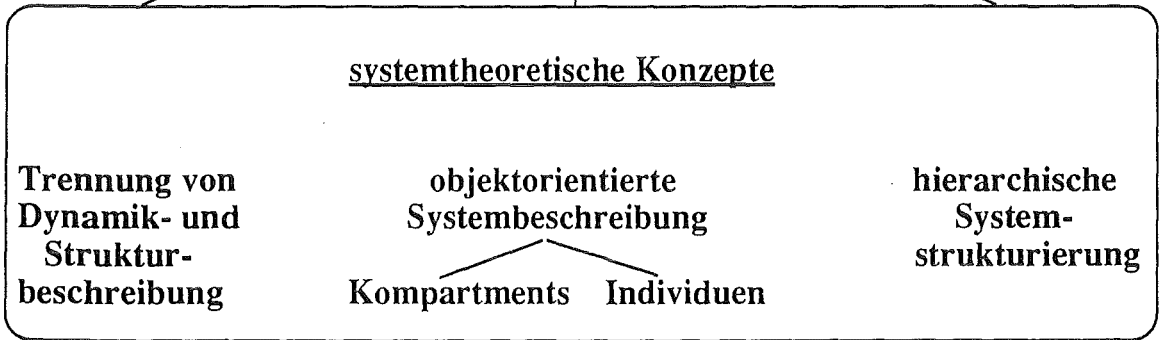 systemtheoretische Konzepte
Trennung von
Dynamik- und
Struktur-
beschreibung
objektorientierte
Systembeschreibung
Kompartments Individuen
hierarchische
System-
strukturierung